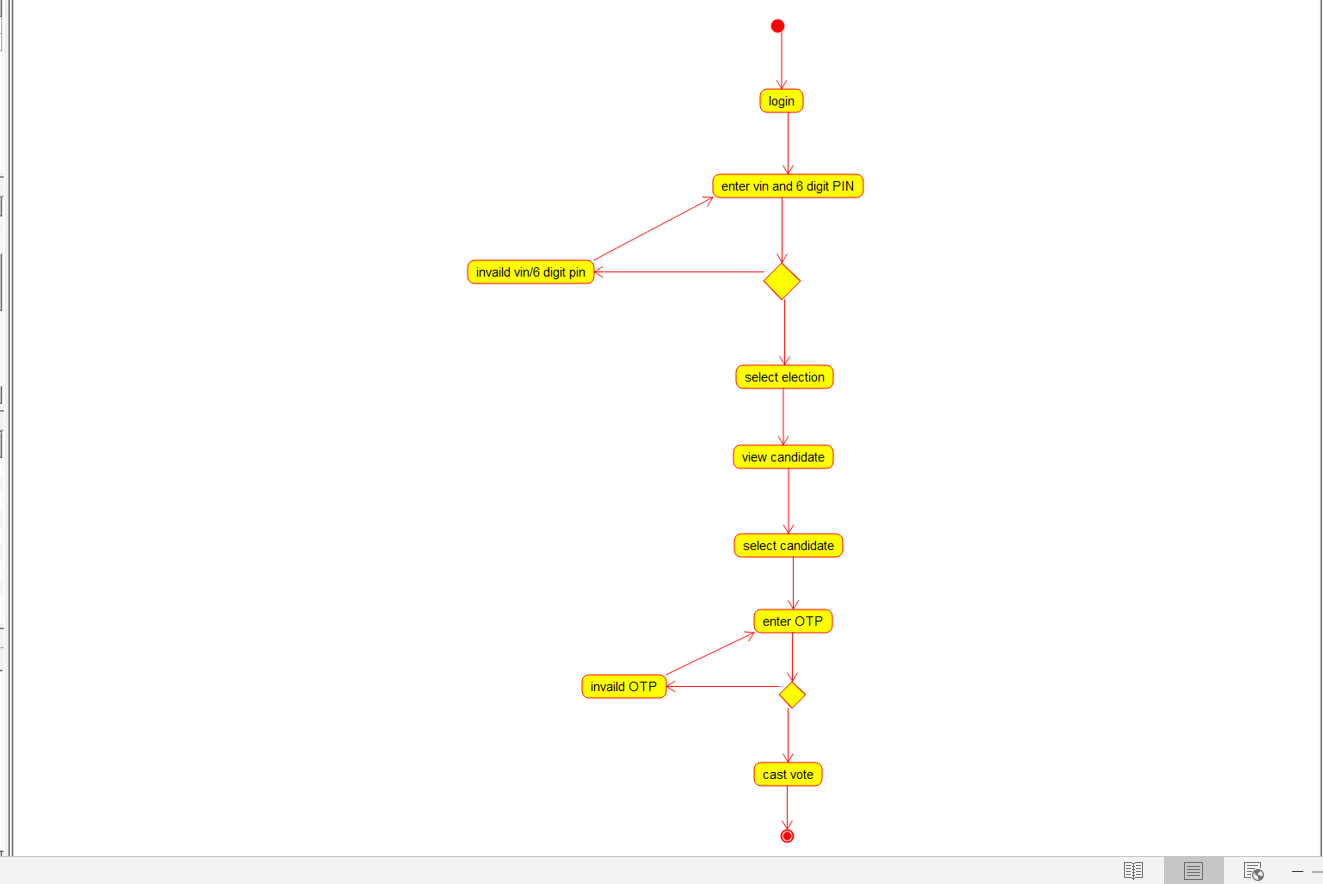 login
enter vin and 6 digit PIN
invaild vin/6 digit pin
select election
view candidate
select candidate
enter OTP
invaild OTP
cast vote